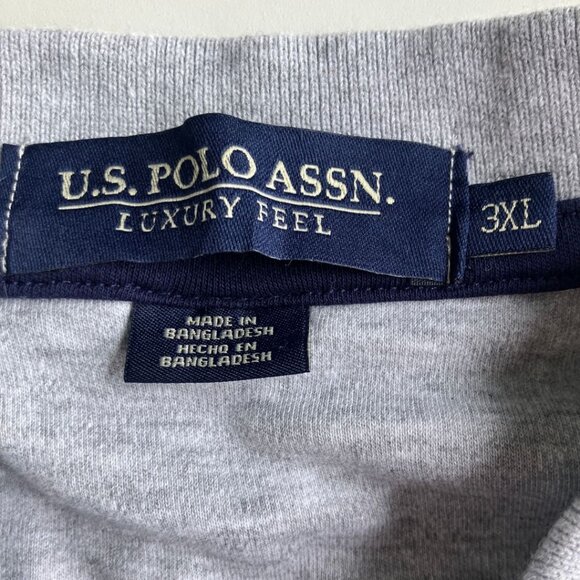 U.S. POLO ASSN.
LUXURY FEEL
3XL
MADE IN
BANGLADESH
HECHO EN
BANGLADESH